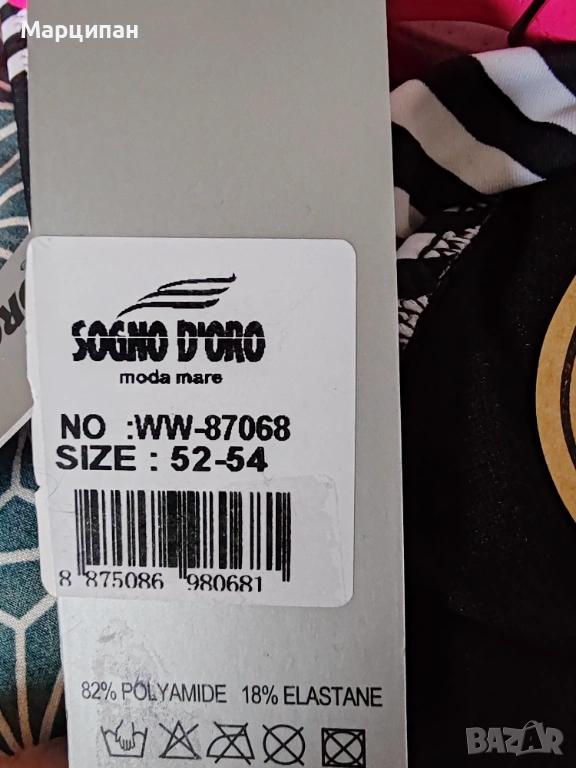 Марципан
SOGNO D'ORO
moda mare
NO :WW-87068
SIZE : 52-54
8 875086 980681
82% POLYAMIDE 18% ELASTANE
BAZAR